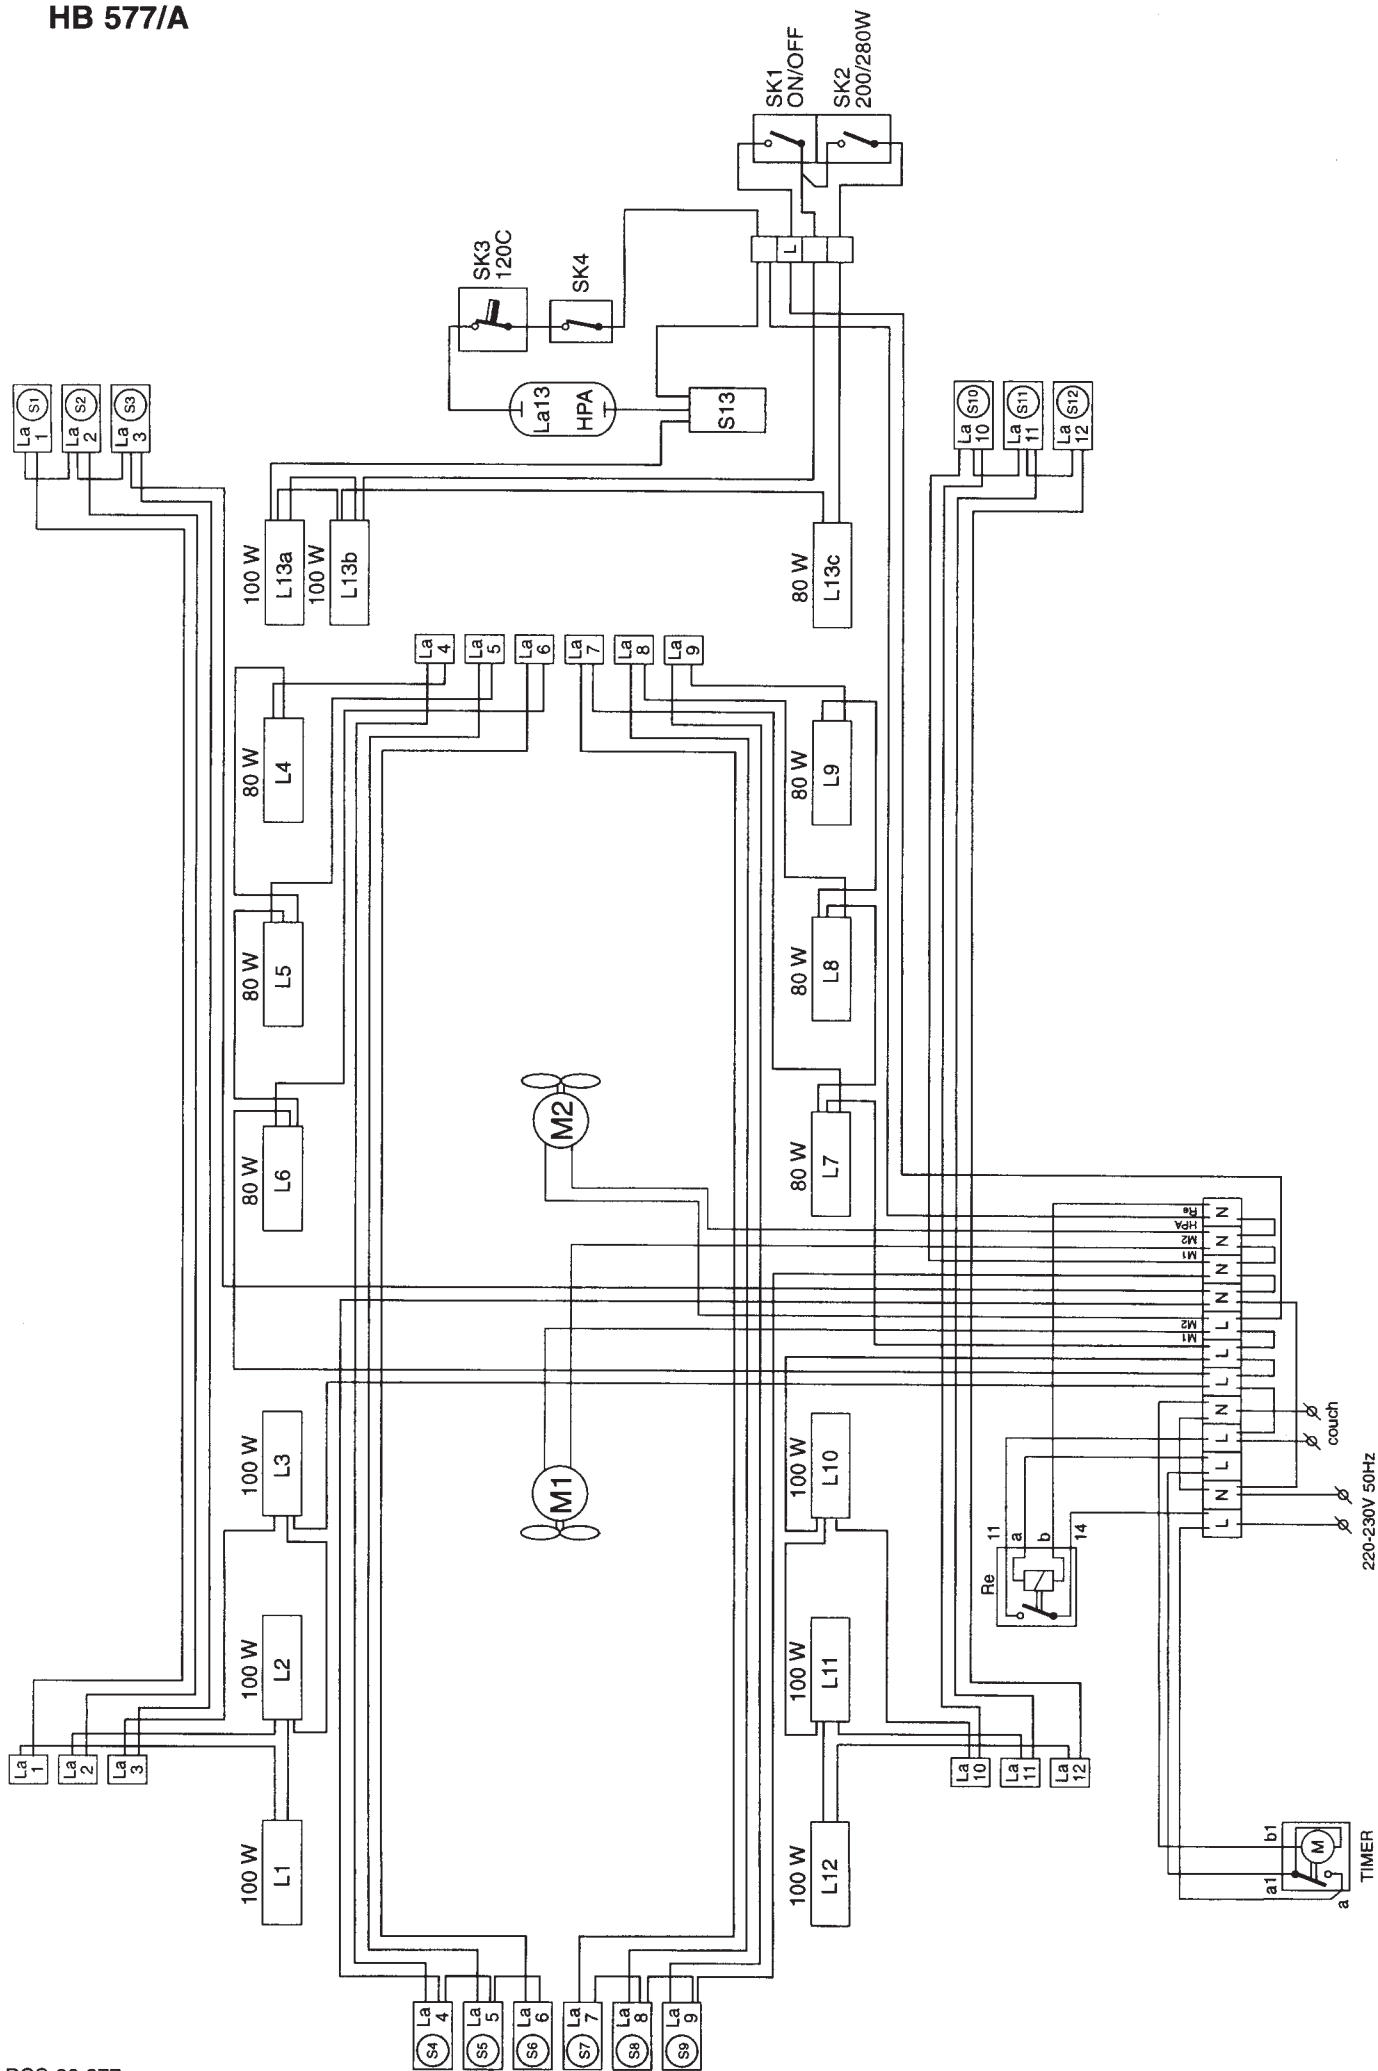 HB 577/A
SK1
ON/OFF
SK2
200/280W
SK3
120C
SK4
L
La13
HPA
S13
La
1
S1
La
2
S2
La
3
S3
La
10
S10
La
11
S11
La
12
S12
100 W
L13a
100 W
L13b
80 W
L13c
La
4
La
5
La
6
La
7
La
8
La
9
80 W
L4
80 W
L5
80 W
L6
80 W
L9
80 W
L8
80 W
L7
M2
M1
100 W
L3
100 W
L2
100 W
L1
100 W
L10
100 W
L11
100 W
L12
Re
HPA
M2
M1
M2
M1
N
N
N
N
L
L
L
N
L
L
N
L
couch
220-230V 50Hz
Re
11
a
b
14
La
1
La
2
La
3
La
10
La
11
La
12
La
4
S4
La
5
S5
La
6
S6
La
7
S7
La
8
S8
La
9
S9
b1
a1
a
M
TIMER